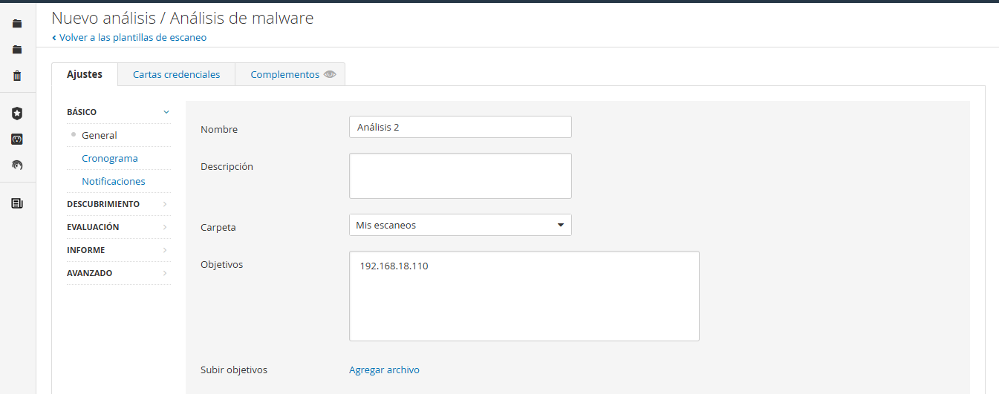 Nuevo análisis / Análisis de malware
Volver a las plantillas de escaneo
Ajustes
Cartas credenciales
Complementos
BÁSICO
General
Cronograma
Notificaciones
DESCUBRIMIENTO
EVALUACIÓN
INFORME
AVANZADO
Nombre
Análisis 2
Descripción
Carpeta
Mis escaneos
Objetivos
192.168.18.110
Subir objetivos
Agregar archivo